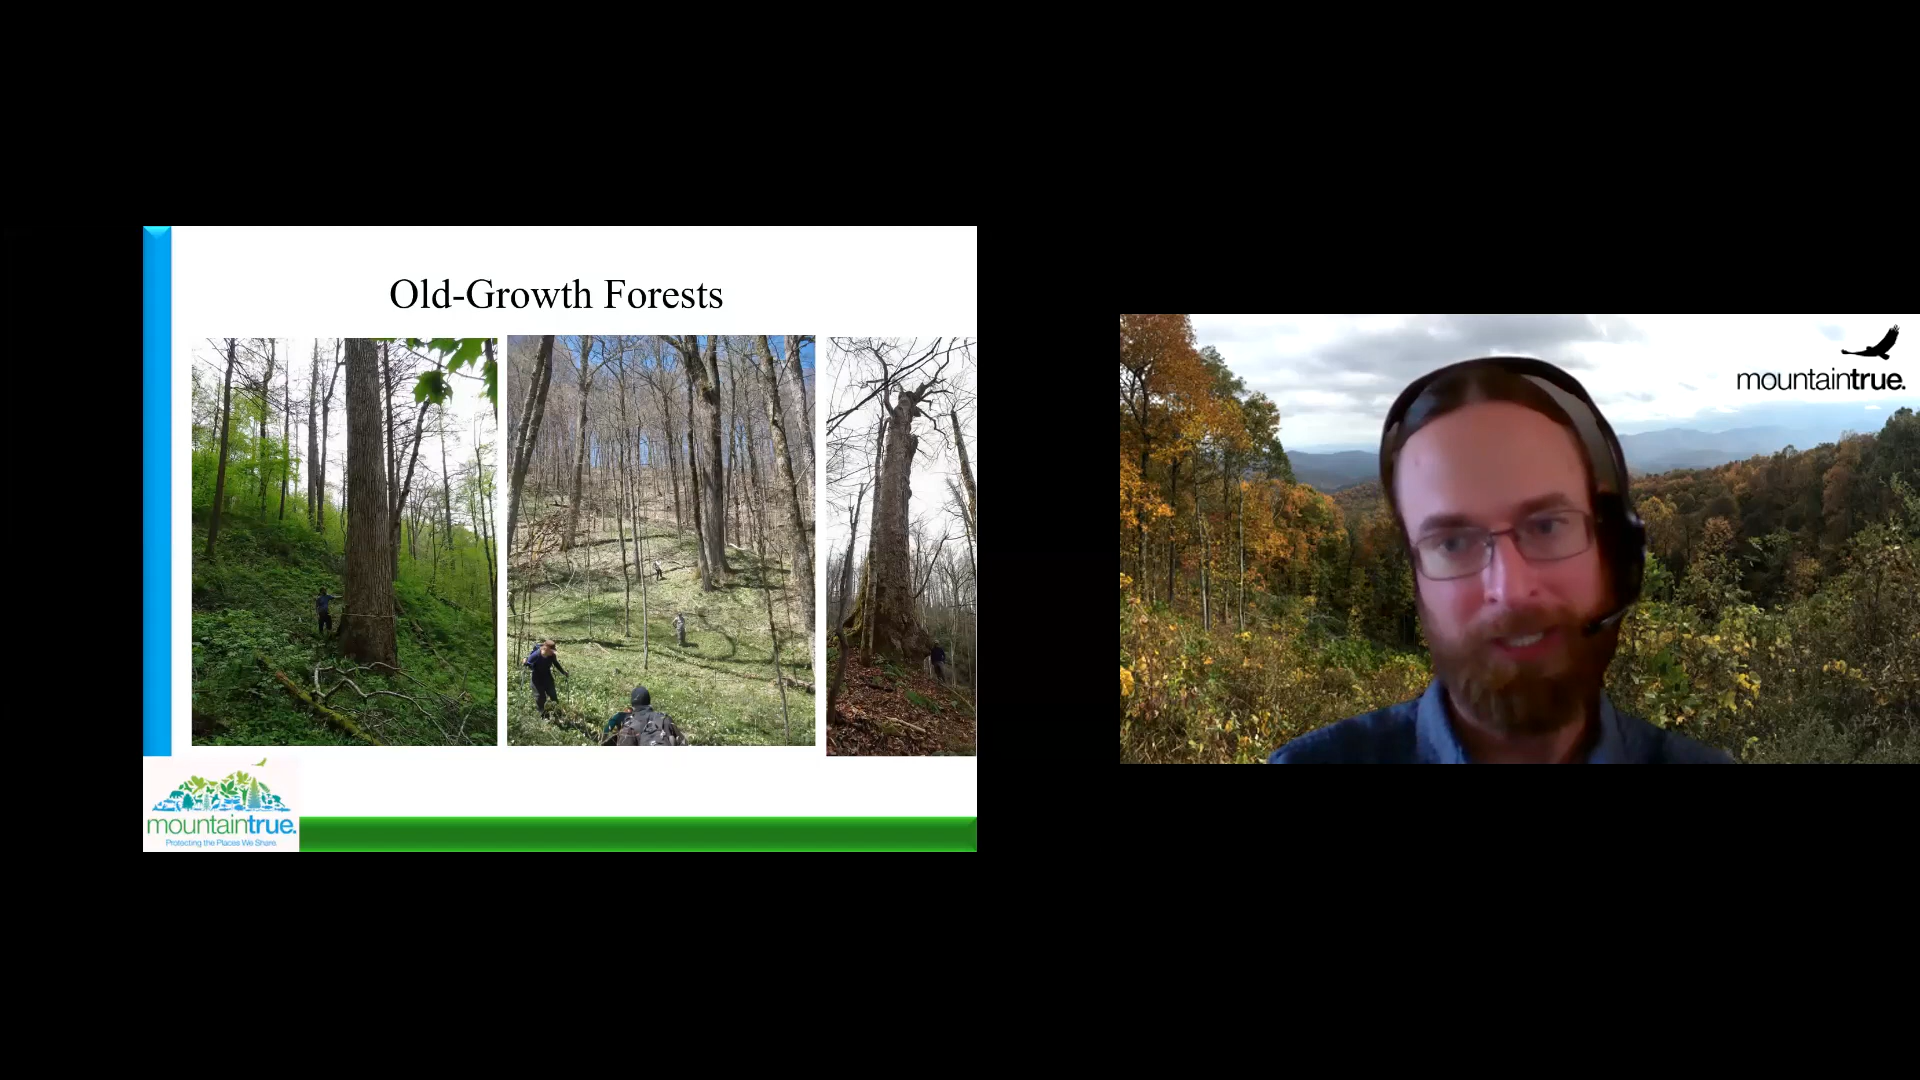 Old-Growth Forests
mountaintrue.
Protecting the Places We Share.
mountaintrue.